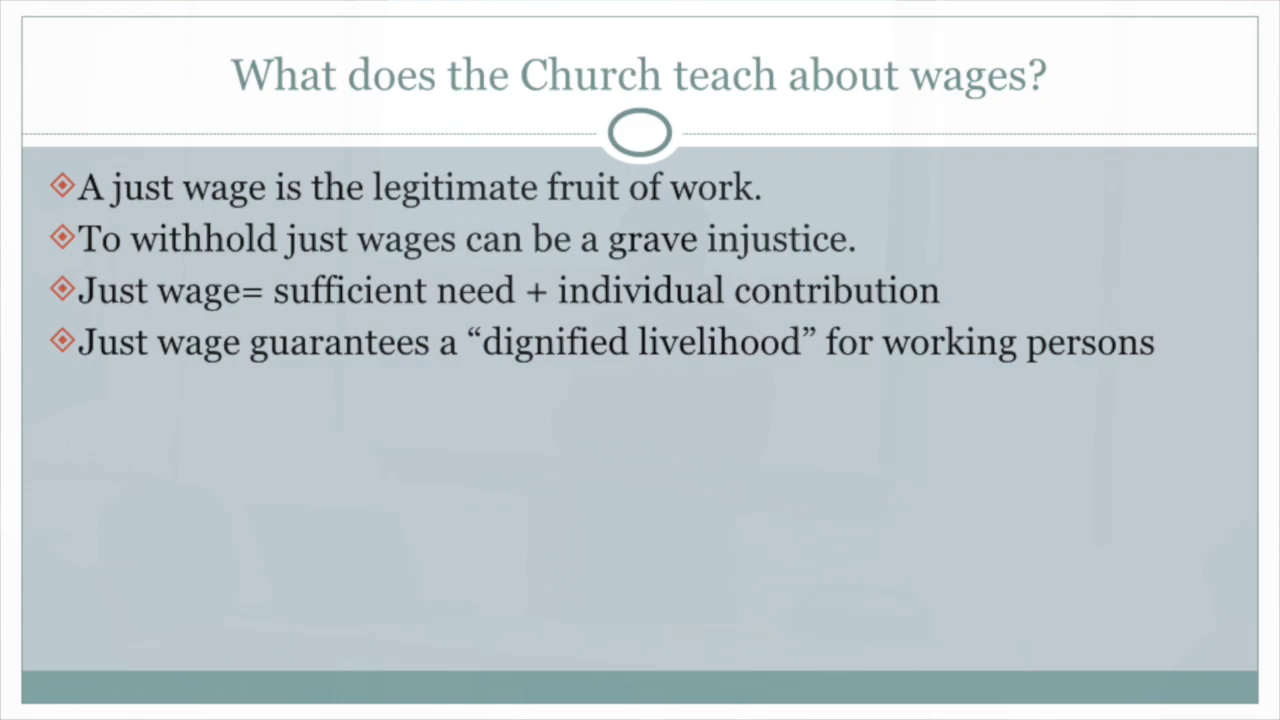 What does the Church teach about wages?
A just wage is the legitimate fruit of work.
To withhold just wages can be a grave injustice.
Just wage= sufficient need + individual contribution
Just wage guarantees a “dignified livelihood” for working persons